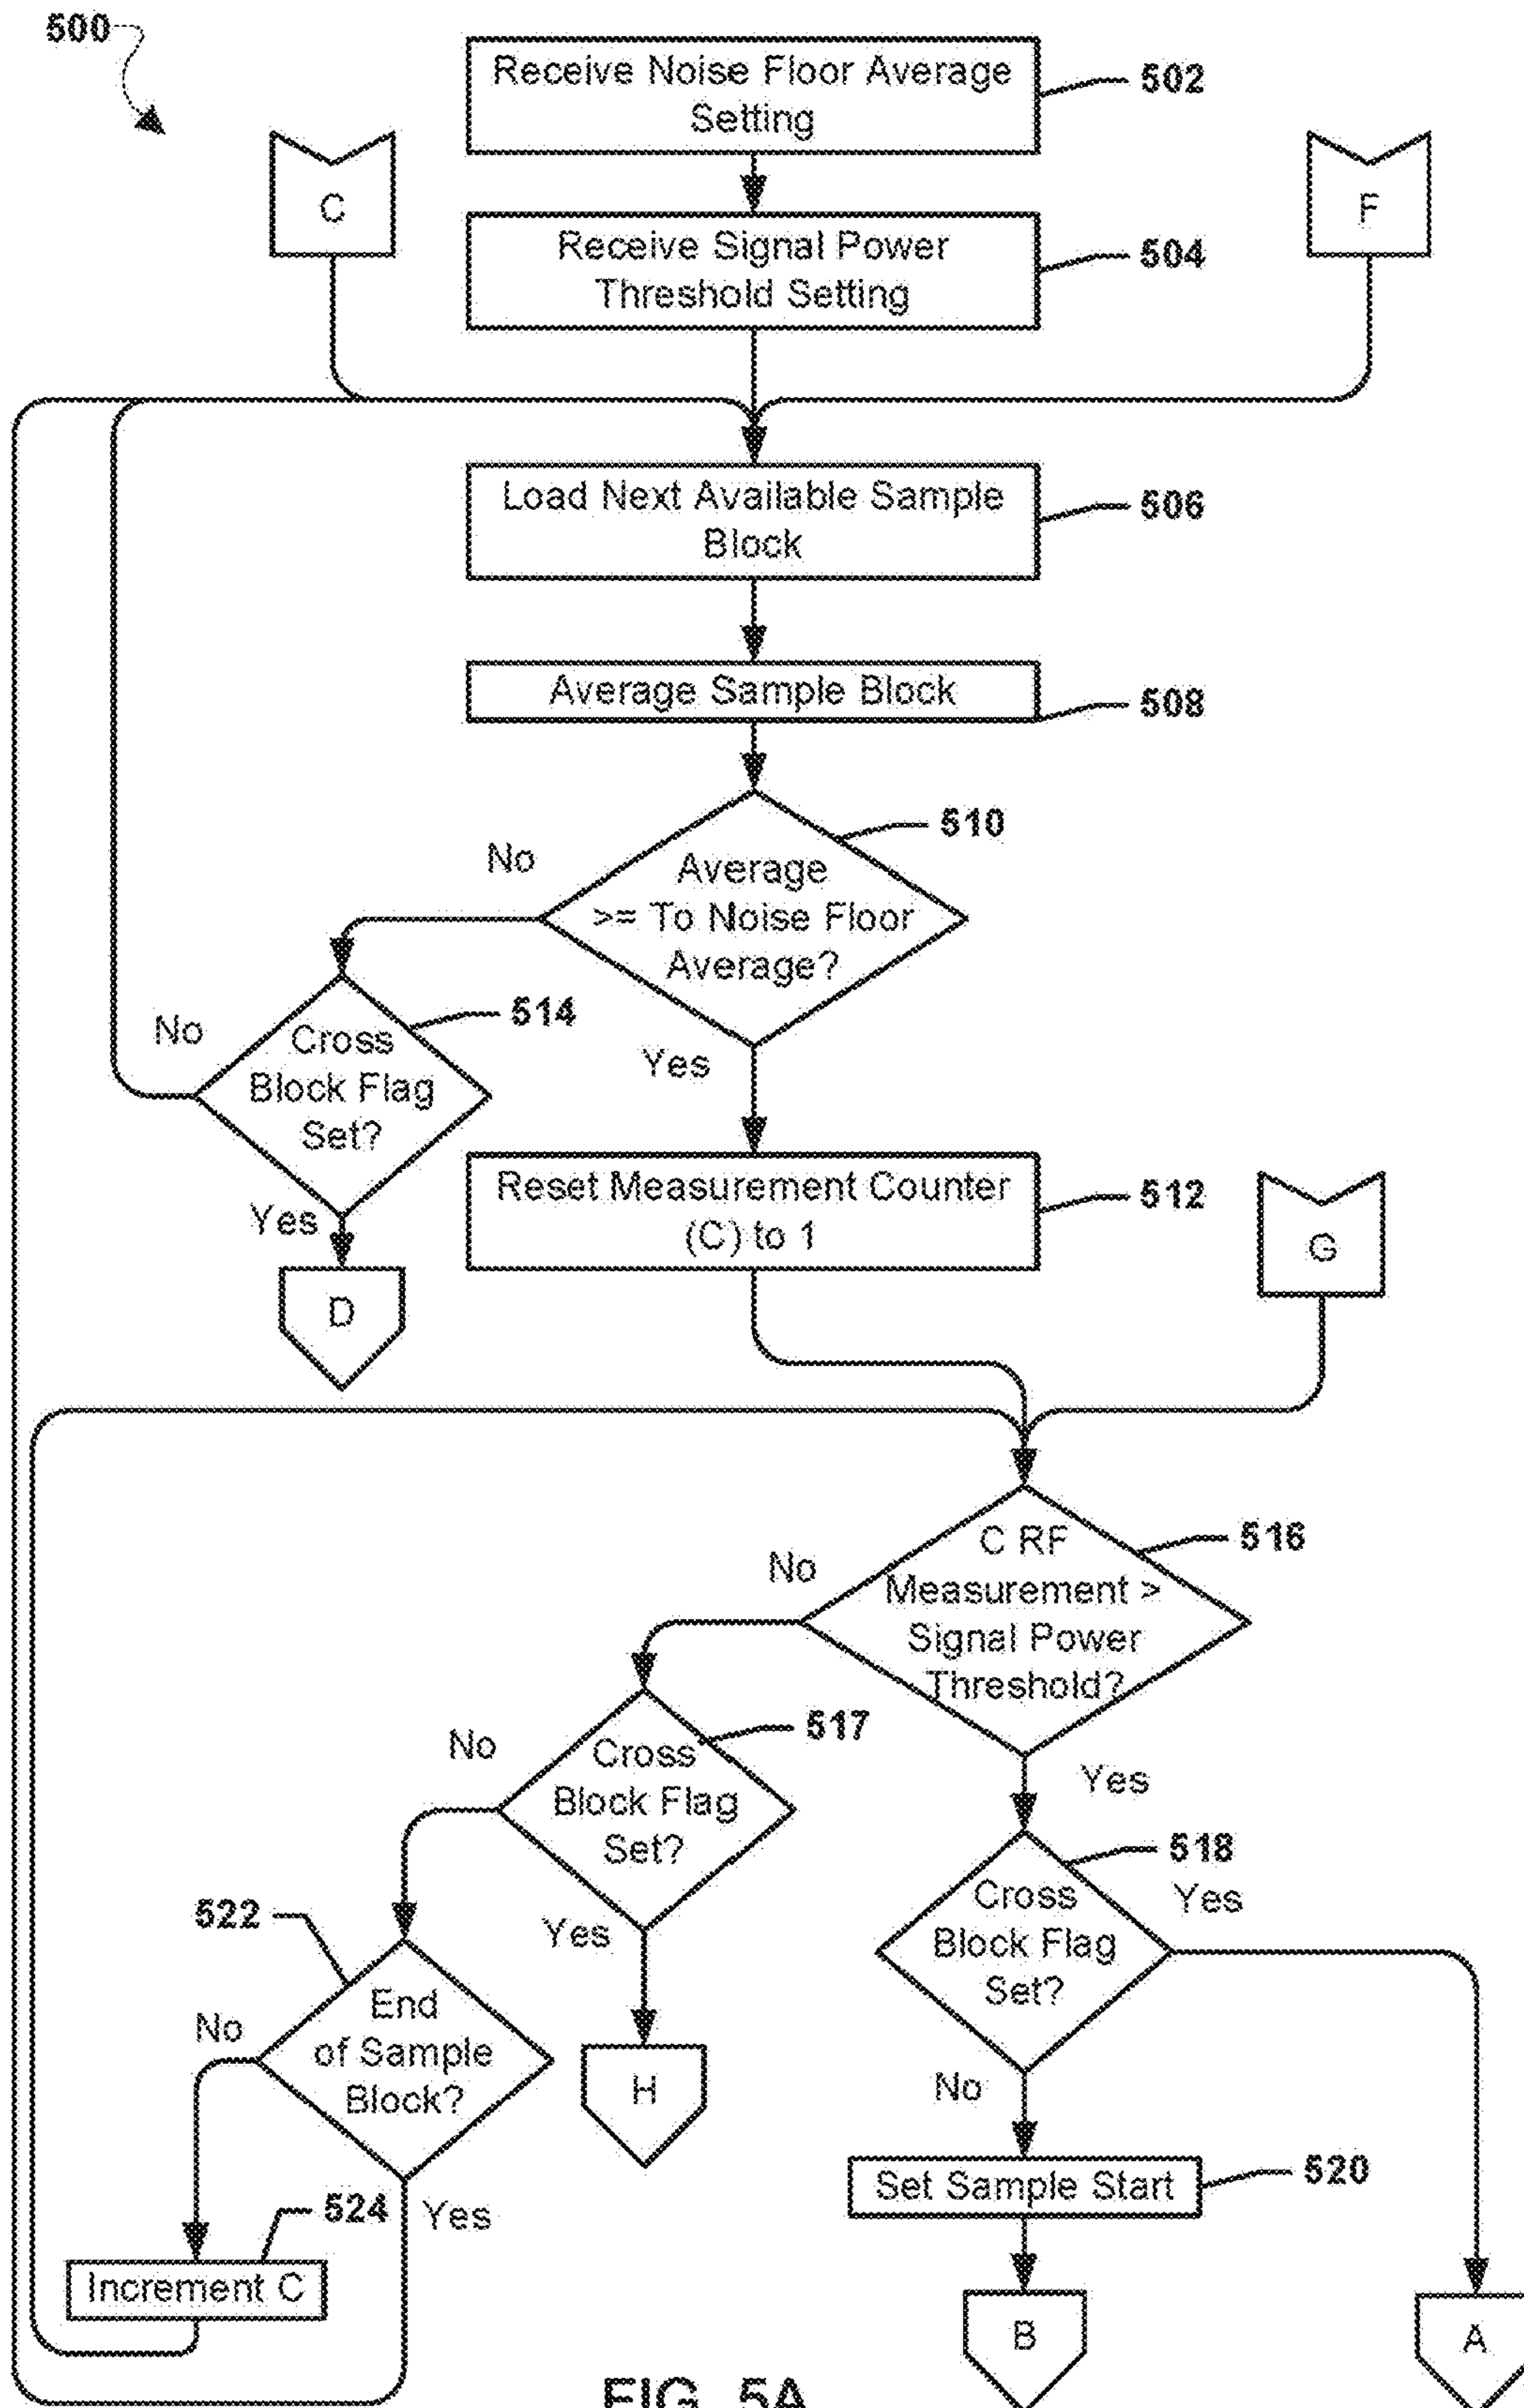 500
Receive Noise Floor Average
Setting
502
C
F
Receive Signal Power
Threshold Setting
504
Load Next Available Sample
Block
506
Average Sample Block
508
510
No
Average
>= To Noise Floor
Average?
514
No
Cross
Block Flag
Set?
Yes
Yes
Reset Measurement Counter
(C) to 1
512
G
D
C RF
Measurement >
Signal Power
Threshold?
516
No
517
No
Cross
Block Flag
Set?
Yes
518
Yes
Cross
Block Flag
Set?
522
Yes
End
of Sample
Block?
No
H
No
Set Sample Start
520
524
Yes
Increment C
B
A
FIG. 5A